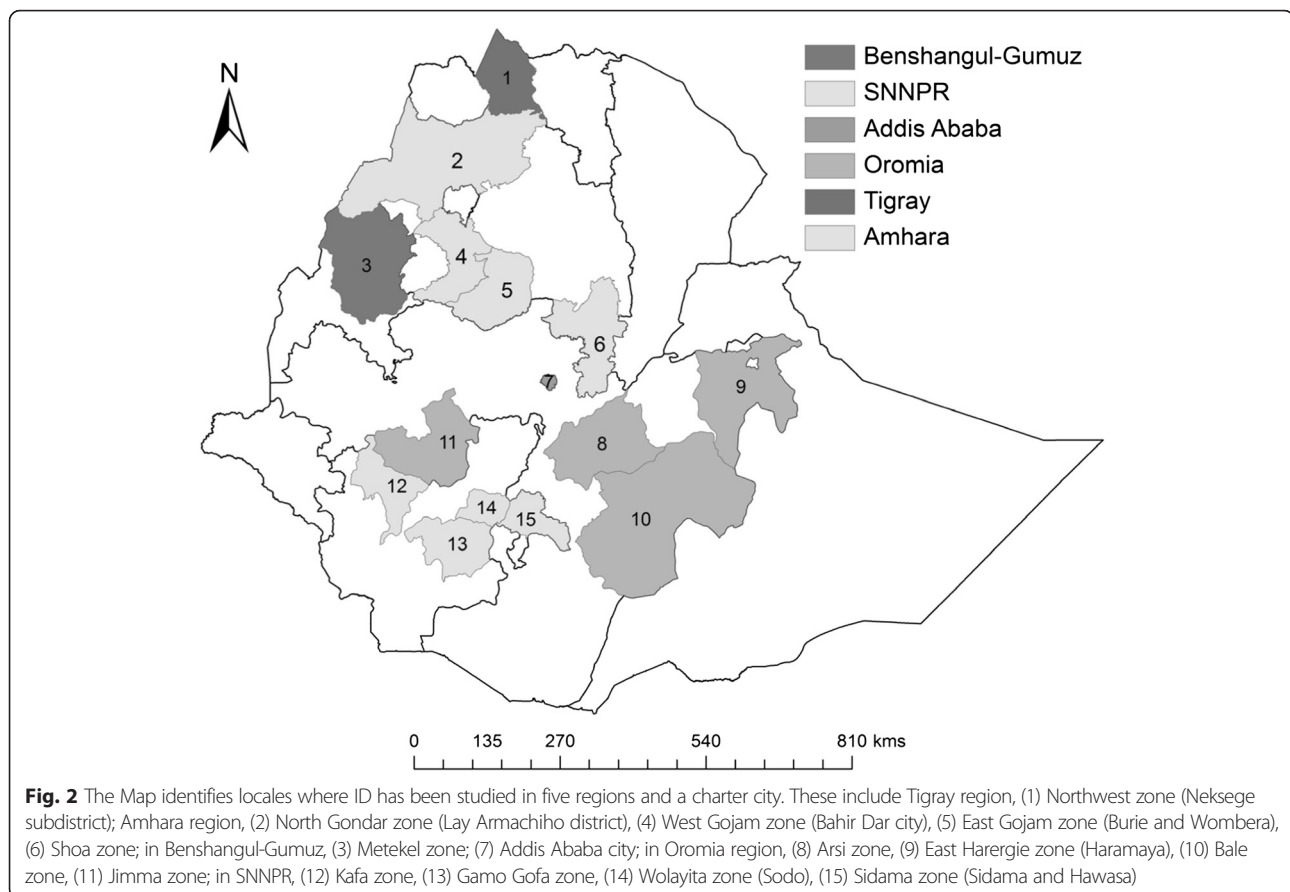 N
Benshangul-Gumuz
SNNPR
Addis Ababa
Oromia
Tigray
Amhara
1
2
3
4
5
6
7
8
9
10
11
12
13
14
15
0 135 270 540 810 kms
Fig. 2 The Map identifies locales where ID has been studied in five regions and a charter city. These include Tigray region, (1) Northwest zone (Neksege
subdistrict); Amhara region, (2) North Gondar zone (Lay Armachiho district), (4) West Gojam zone (Bahir Dar city), (5) East Gojam zone (Burie and Wombera),
(6) Shoa zone; in Benshangul-Gumuz, (3) Metekel zone; (7) Addis Ababa city; in Oromia region, (8) Arsi zone, (9) East Harergie zone (Haramaya), (10) Bale
zone, (11) Jimma zone; in SNNPR, (12) Kafa zone, (13) Gamo Gofa zone, (14) Wolayita zone (Sodo), (15) Sidama zone (Sidama and Hawasa)